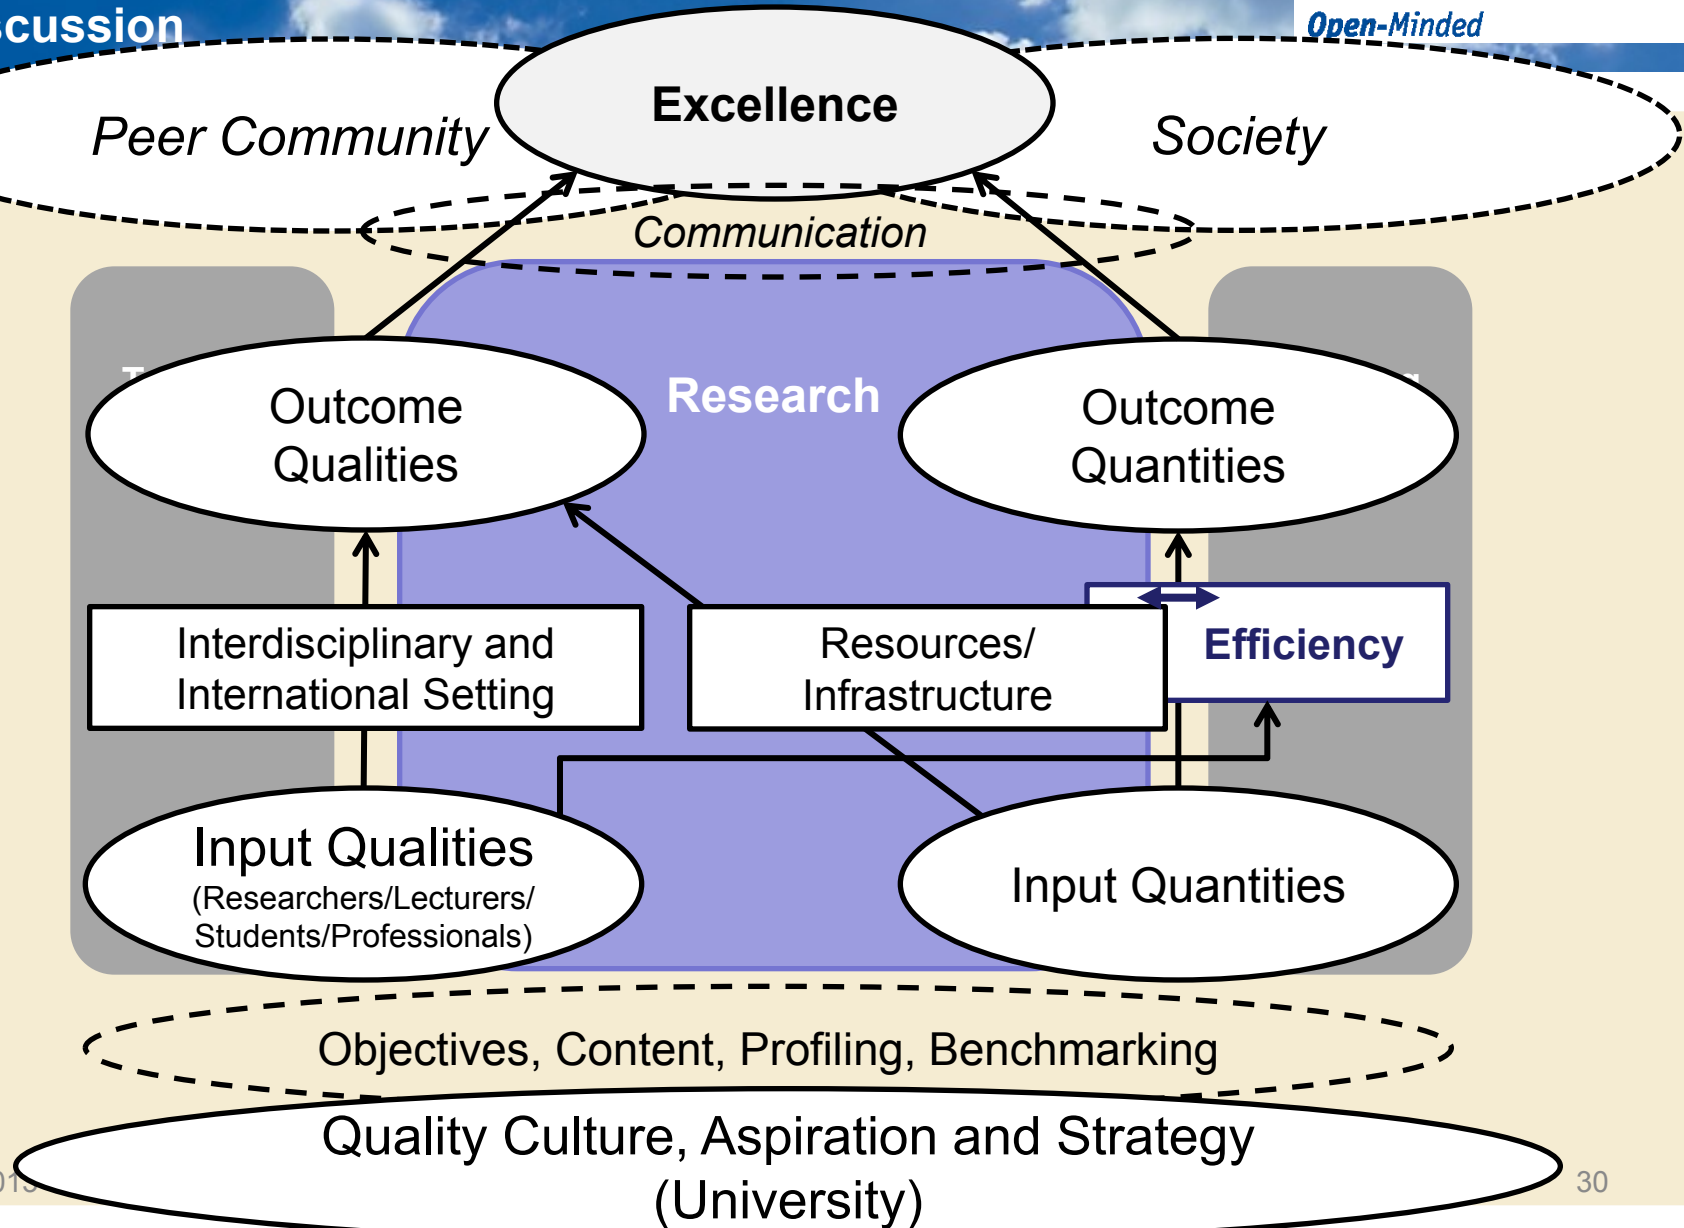 Open-Minded
Excellence
Peer Community
Society
Communication
Research
Outcome
Qualities
Outcome
Quantities
Interdisciplinary and
International Setting
Resources/
Infrastructure
Efficiency
Input Qualities
(Researchers/Lecturers/
Students/Professionals)
Input Quantities
Objectives, Content, Profiling, Benchmarking
Quality Culture, Aspiration and Strategy
(University)
30